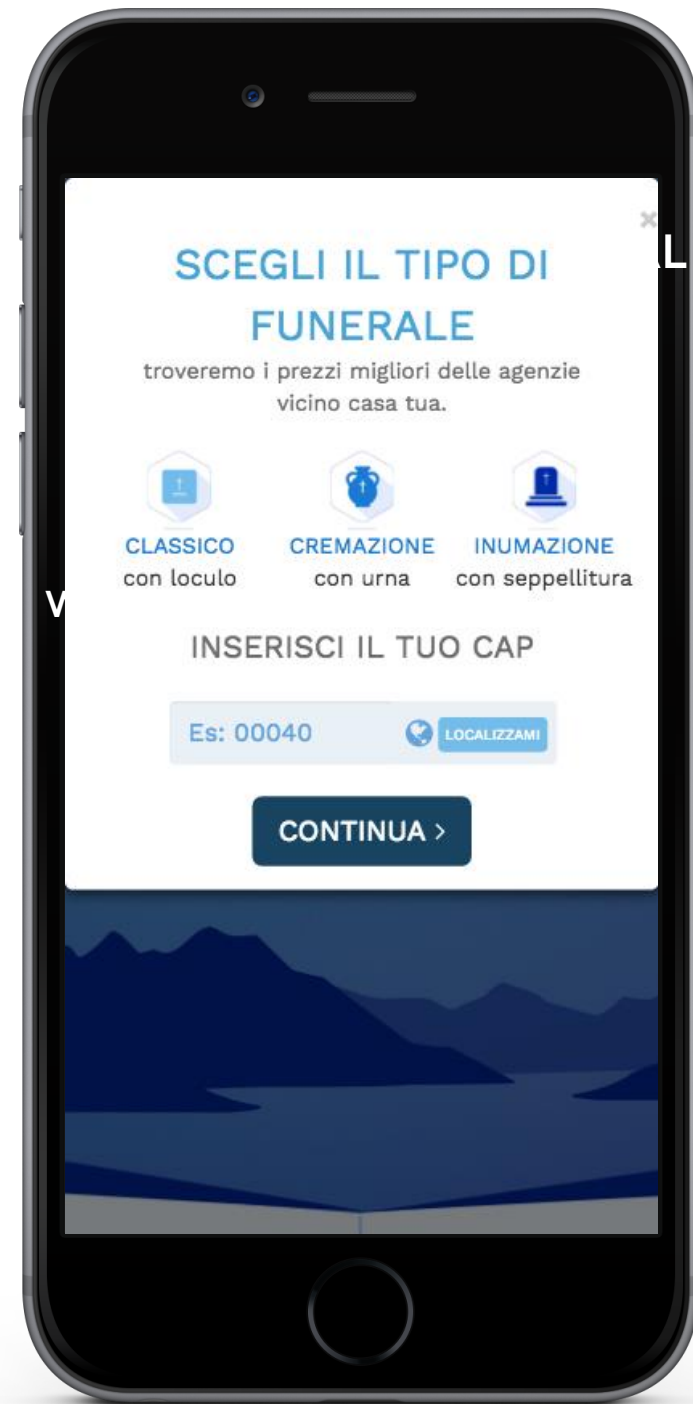 ×
AL
SCEGLI IL TIPO DI
FUNERALE
troveremo i prezzi migliori delle agenzie
vicino casa tua.
CLASSICO CREMAZIONE INUMAZIONE
con loculo con urna con seppellitura
V
INSERISCI IL TUO CAP
Es: 00040 LOCALIZZAMI
CONTINUA >